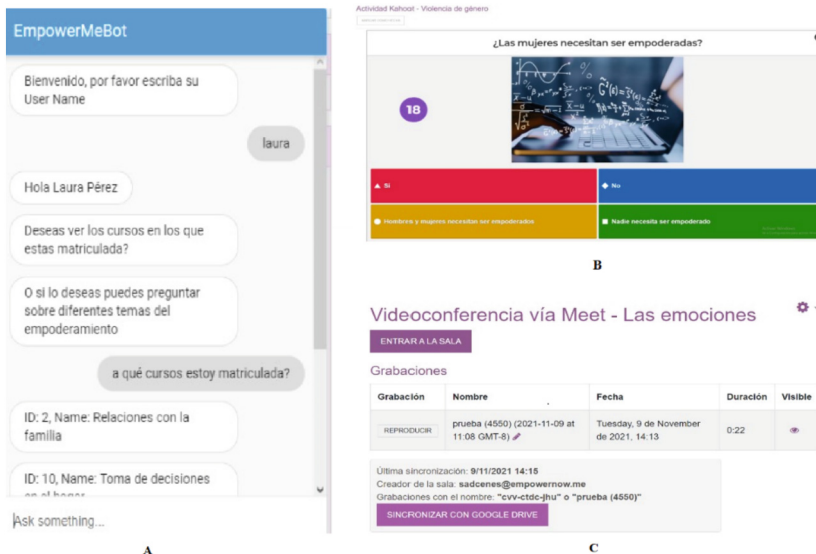 EmpowerMeBot
Bienvenido, por favor escriba su
User Name
laura
Hola Laura Pérez
Deseas ver los cursos en los que
estas matriculada?
O si lo deseas puedes preguntar
sobre diferentes temas del
empoderamiento
a qué cursos estoy matriculada?
ID: 2, Name: Relaciones con la
familia
ID: 10, Name: Toma de decisiones
en el hogar
Ask something...
A
Actividad Kahoot - Violencia de género
¿Las mujeres necesitan ser empoderadas?
18
Si
No
Hombres y mujeres necesitan ser empoderados
Nadie necesita ser empoderado
B
Videoconferencia vía Meet - Las emociones
ENTRAR A LA SALA
Grabaciones
Grabación Nombre Fecha Duración Visible
REPRODUCIR prueba (4550) (2021-11-09 at Tuesday, 9 de November 0:22
11:08 GMT-8) de 2021, 14:13
Última sincronización: 9/11/2021 14:15
Creador de la sala: sadcenes@empowernow.me
Grabaciones con el nombre: "cvv-ctdc-jhu" o "prueba (4550)"
SINCRONIZAR CON GOOGLE DRIVE
C